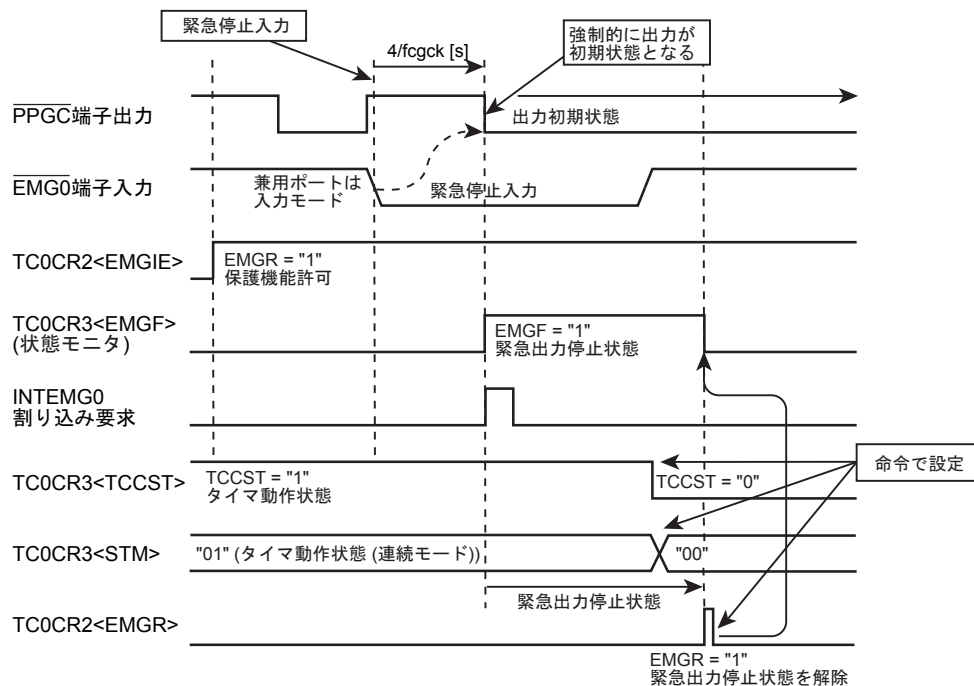 緊急停止入力
4/fcgck [s]
強制的に出力が
初期状態となる
PPGC端子出力
出力初期状態
EMG0端子入力
兼用ポートは
入力モード
緊急停止入力
TC0CR2<EMGIE>
EMGR = "1"
保護機能許可
TC0CR3<EMGF>
(状態モニタ)
EMGF = "1"
緊急出力停止状態
INTEMG0
割り込み要求
命令で設定
TC0CR3<TCCST>
TCCST = "1"
タイマ動作状態
TCCST = "0"
TC0CR3<STM>
"01" (タイマ動作状態 (連続モード))
"00"
緊急出力停止状態
TC0CR2<EMGR>
EMGR = "1"
緊急出力停止状態を解除